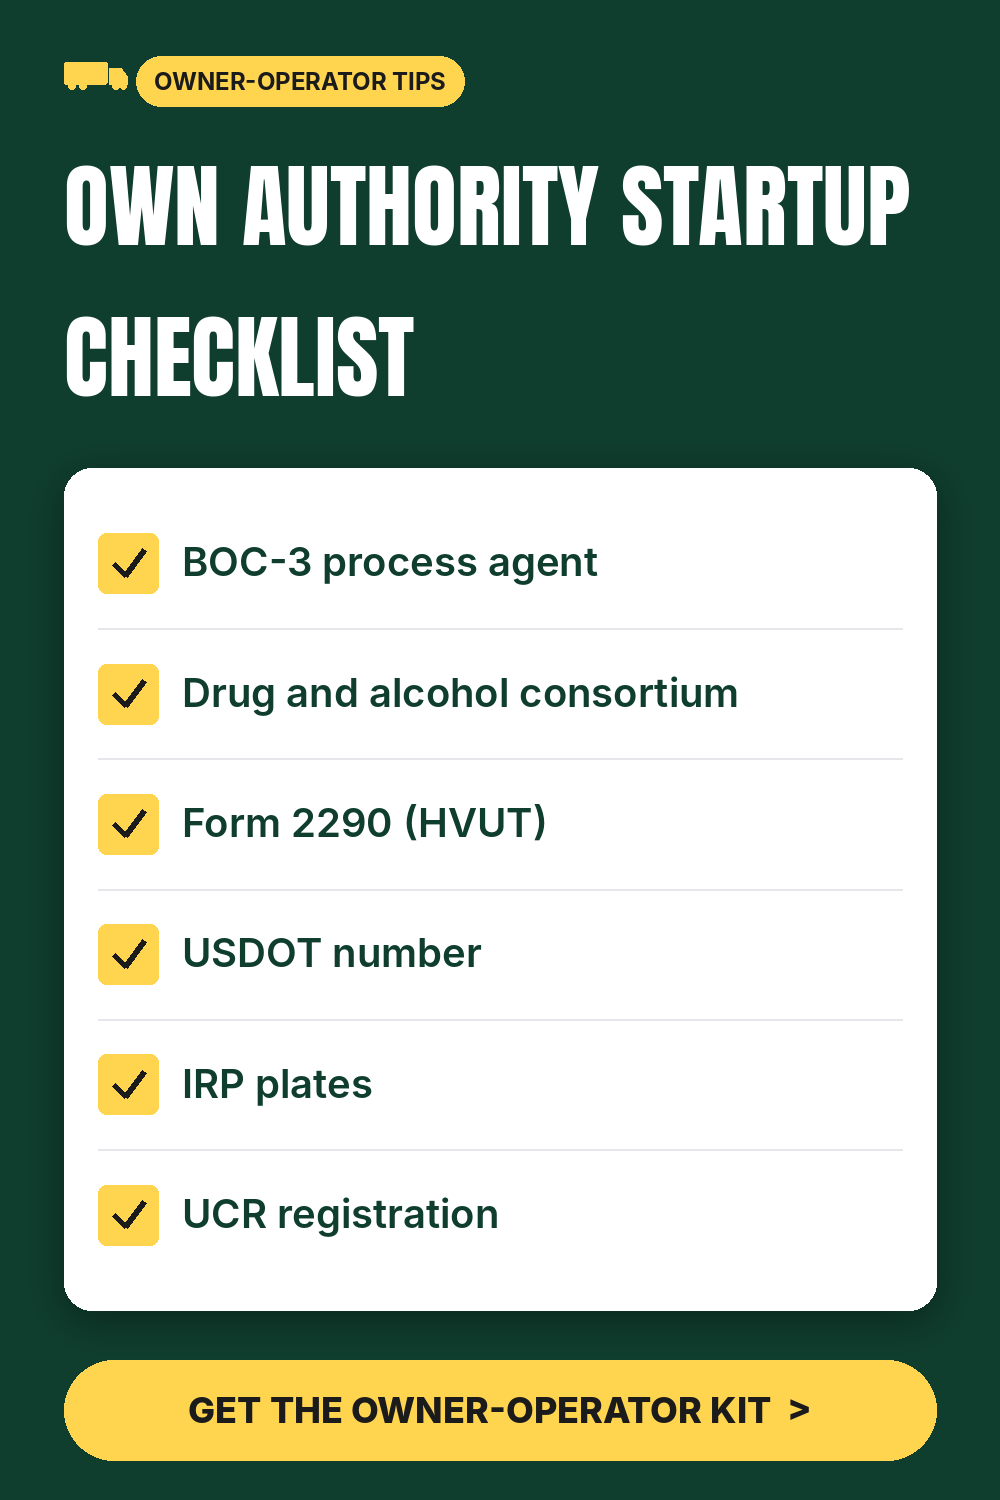 OWNER-OPERATOR TIPS
OWN AUTHORITY STARTUP
CHECKLIST
BOC-3 process agent
Drug and alcohol consortium
Form 2290 (HVUT)
USDOT number
IRP plates
UCR registration
GET THE OWNER-OPERATOR KIT >